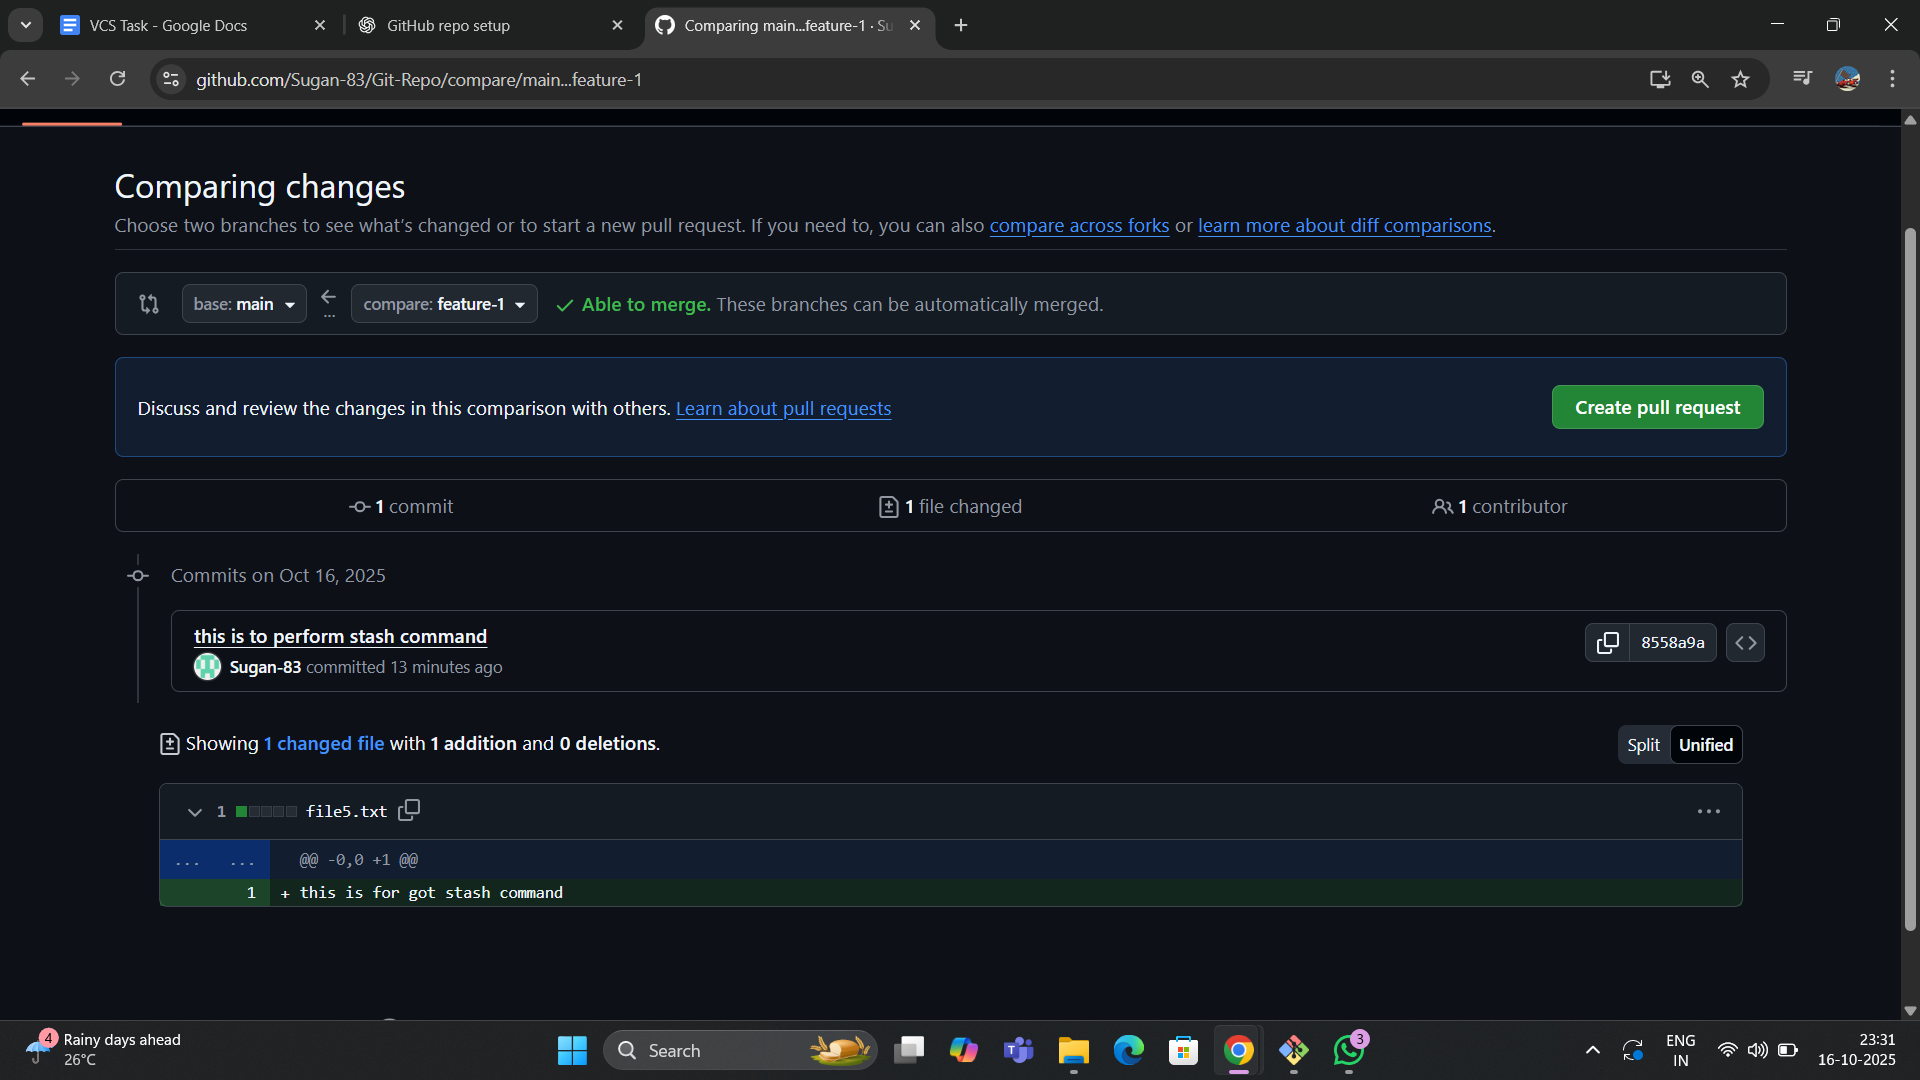 VCS Task - Google Docs
GitHub repo setup
Comparing main...feature-1 · Su
github.com/Sugan-83/Git-Repo/compare/main...feature-1
Comparing changes
Choose two branches to see what's changed or to start a new pull request. If you need to, you can also compare across forks or learn more about diff comparisons.
base: main
...
compare: feature-1
Able to merge. These branches can be automatically merged.
Discuss and review the changes in this comparison with others. Learn about pull requests
Create pull request
1 commit
1 file changed
1 contributor
Commits on Oct 16, 2025
this is to perform stash command
8558a9a
Sugan-83 committed 13 minutes ago
Showing 1 changed file with 1 addition and 0 deletions.
Split
Unified
1
file5.txt
... ... @@ -0,0 +1 @@
1 + this is for got stash command
4
Rainy days ahead
26°C
Search
3
ENG
IN
23:31
16-10-2025